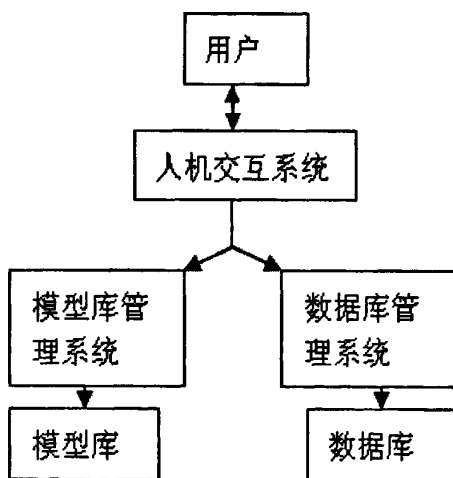 用户
人机交互系统
模型库管
理系统
数据库管
理系统
模型库
数据库